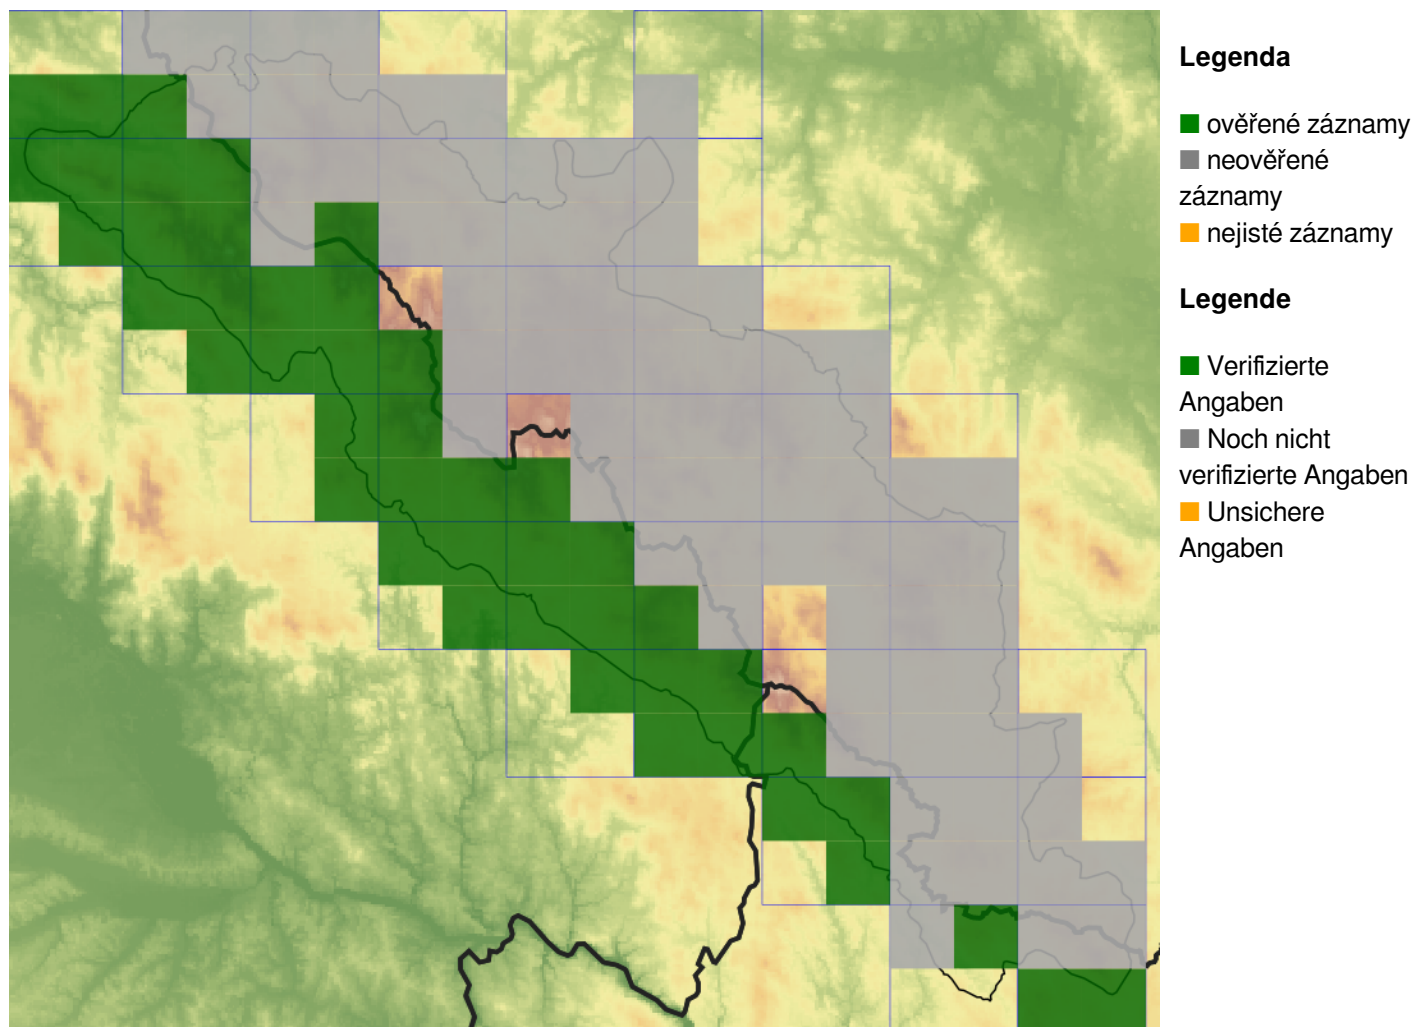 Legenda
ověřené záznamy
neověřené
záznamy
nejisté záznamy
Legende
Verifizierte
Angaben
Noch nicht
verifizierte Angaben
Unsichere
Angaben